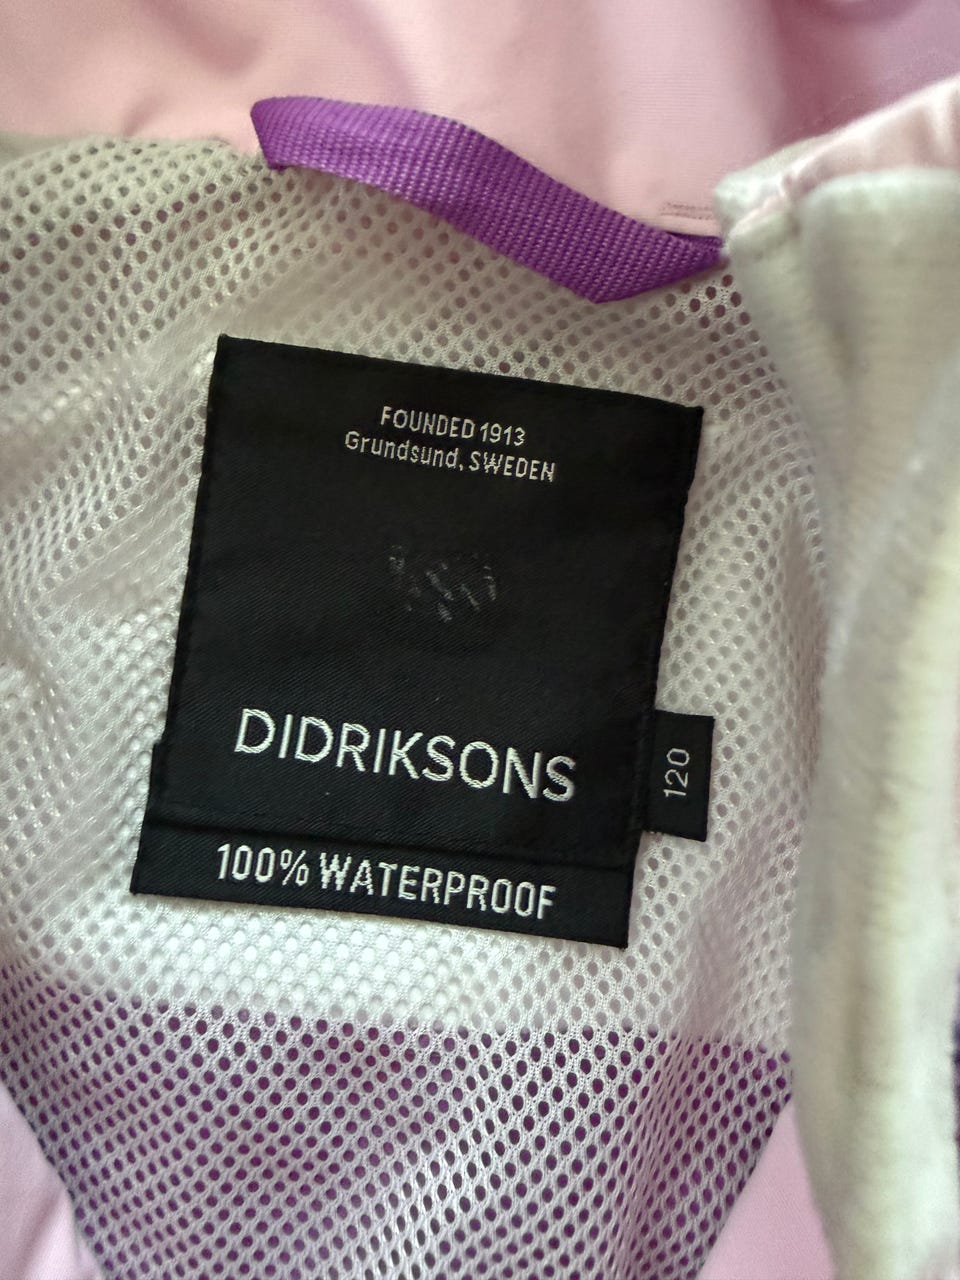 FOUNDED 1913
Grundsund, SWEDEN
DIDRIKSONS
120
100% WATERPROOF